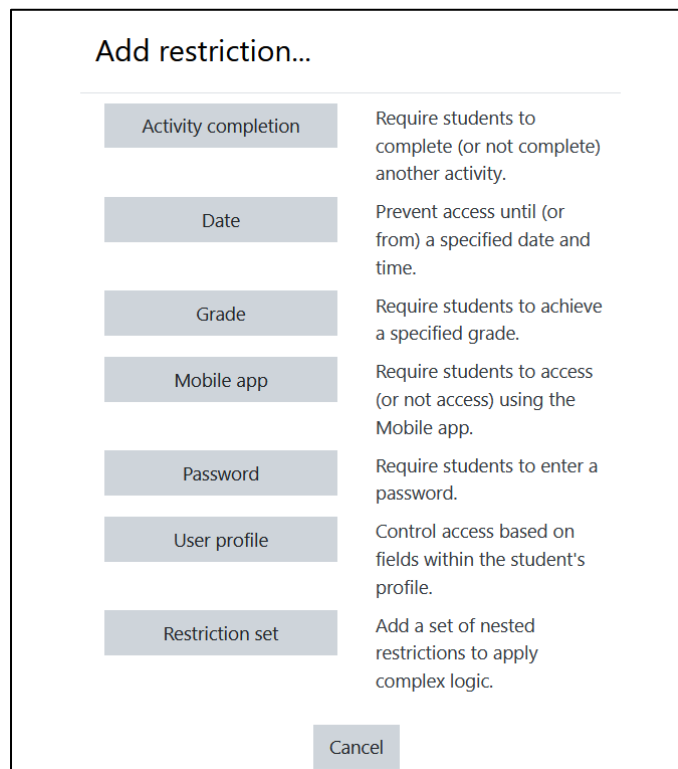 Add restriction...
Activity completion
Require students to
complete (or not complete)
another activity.
Date
Prevent access until (or
from) a specified date and
time.
Grade
Require students to achieve
a specified grade.
Mobile app
Require students to access
(or not access) using the
Mobile app.
Password
Require students to enter a
password.
User profile
Control access based on
fields within the student's
profile.
Restriction set
Add a set of nested
restrictions to apply
complex logic.
Cancel